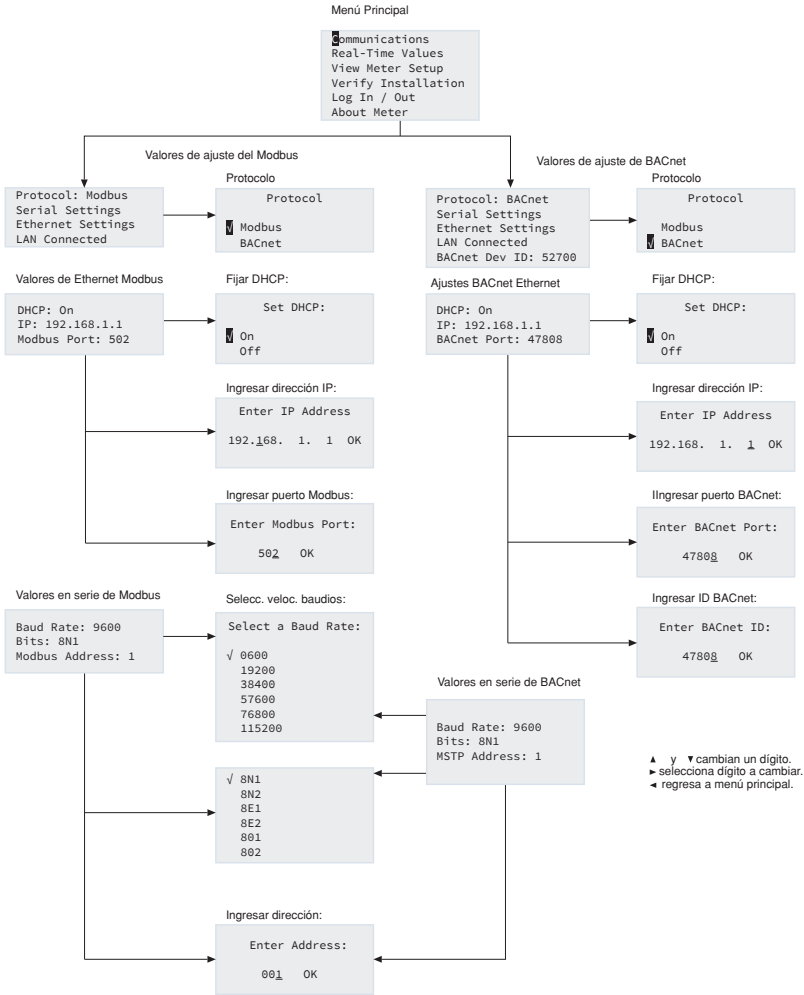 Menú Principal
Communications
Real-Time Values
View Meter Setup
Verify Installation
Log In / Out
About Meter
Valores de ajuste del Modbus
Protocol: Modbus
Serial Settings
Ethernet Settings
LAN Connected
Protocolo
Protocol
√ Modbus
BACnet
Valores de ajuste de BACnet
Protocol: BACnet
Serial Settings
Ethernet Settings
LAN Connected
BACnet Dev ID: 52700
Protocolo
Protocol
Modbus
√ BACnet
Valores de Ethernet Modbus
DHCP: On
IP: 192.168.1.1
Modbus Port: 502
Fijar DHCP:
Set DHCP:
√ On
Off
Ajustes BACnet Ethernet
DHCP: On
IP: 192.168.1.1
BACnet Port: 47808
Fijar DHCP:
Set DHCP:
√ On
Off
Ingresar dirección IP:
Enter IP Address
192.168. 1. 1 OK
Ingresar dirección IP:
Enter IP Address
192.168. 1. 1 OK
Ingresar puerto Modbus:
Enter Modbus Port:
502 OK
IIngresar puerto BACnet:
Enter BACnet Port:
47808 OK
Valores en serie de Modbus
Baud Rate: 9600
Bits: 8N1
Modbus Address: 1
Selecc. veloc. baudios:
Select a Baud Rate:
√ 0600
19200
38400
57600
76800
115200
Ingresar ID BACnet:
Enter BACnet ID:
47808 OK
Valores en serie de BACnet
Baud Rate: 9600
Bits: 8N1
MSTP Address: 1
√ 8N1
8N2
8E1
8E2
801
802
▲ y ▼ cambian un dígito.
► selecciona dígito a cambiar.
◄ regresa a menú principal.
Ingresar dirección:
Enter Address:
001 OK